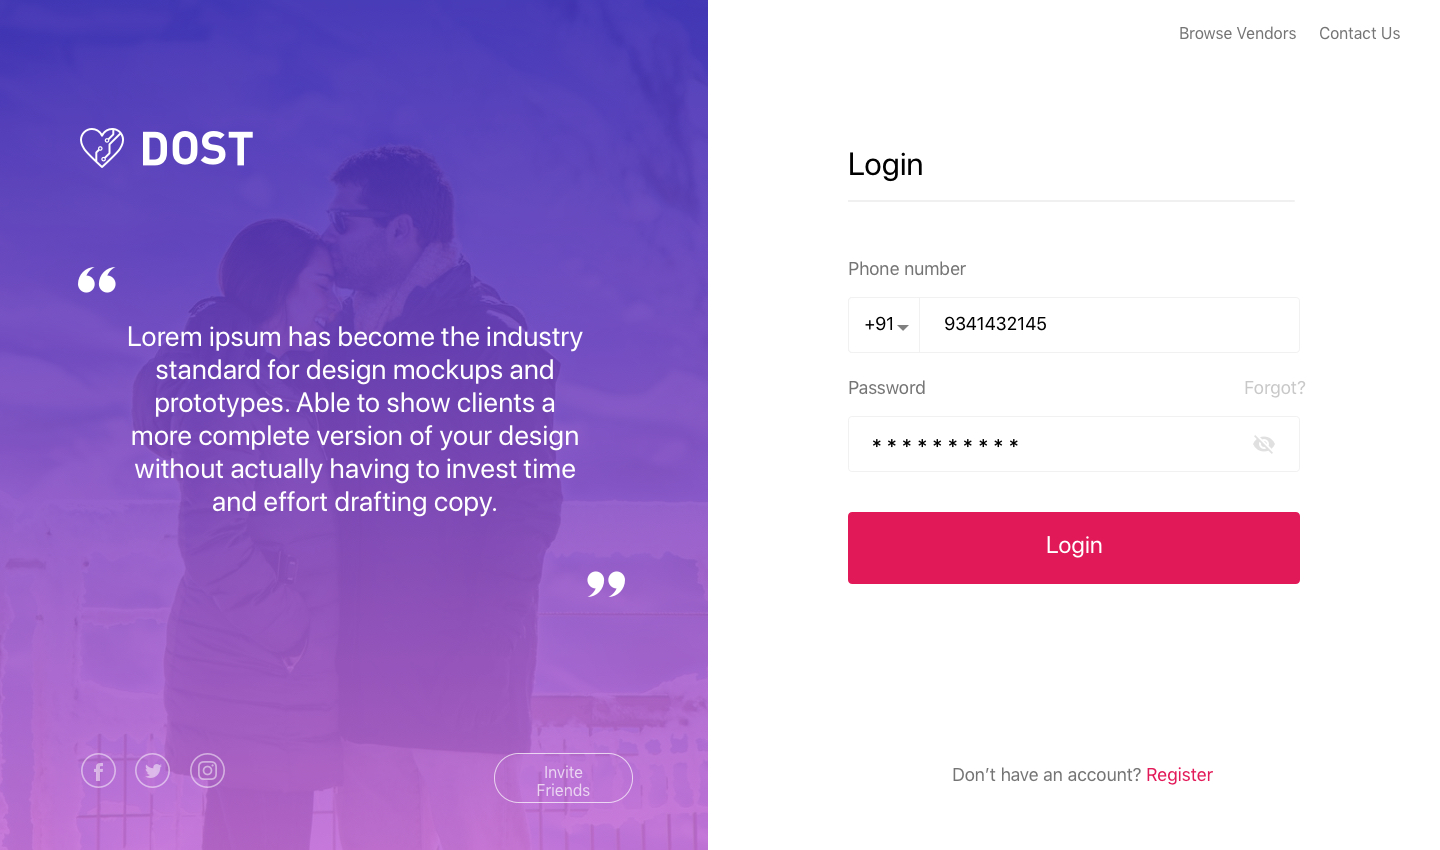 Browse Vendors Contact Us
DOST
“
Lorem ipsum has become the industry
standard for design mockups and
prototypes. Able to show clients a
more complete version of your design
without actually having to invest time
and effort drafting copy.
”
Invite
Friends
Login
Phone number
+91 9341432145
Password Forgot?
* * * * * * * * * *
Login
Don’t have an account? Register